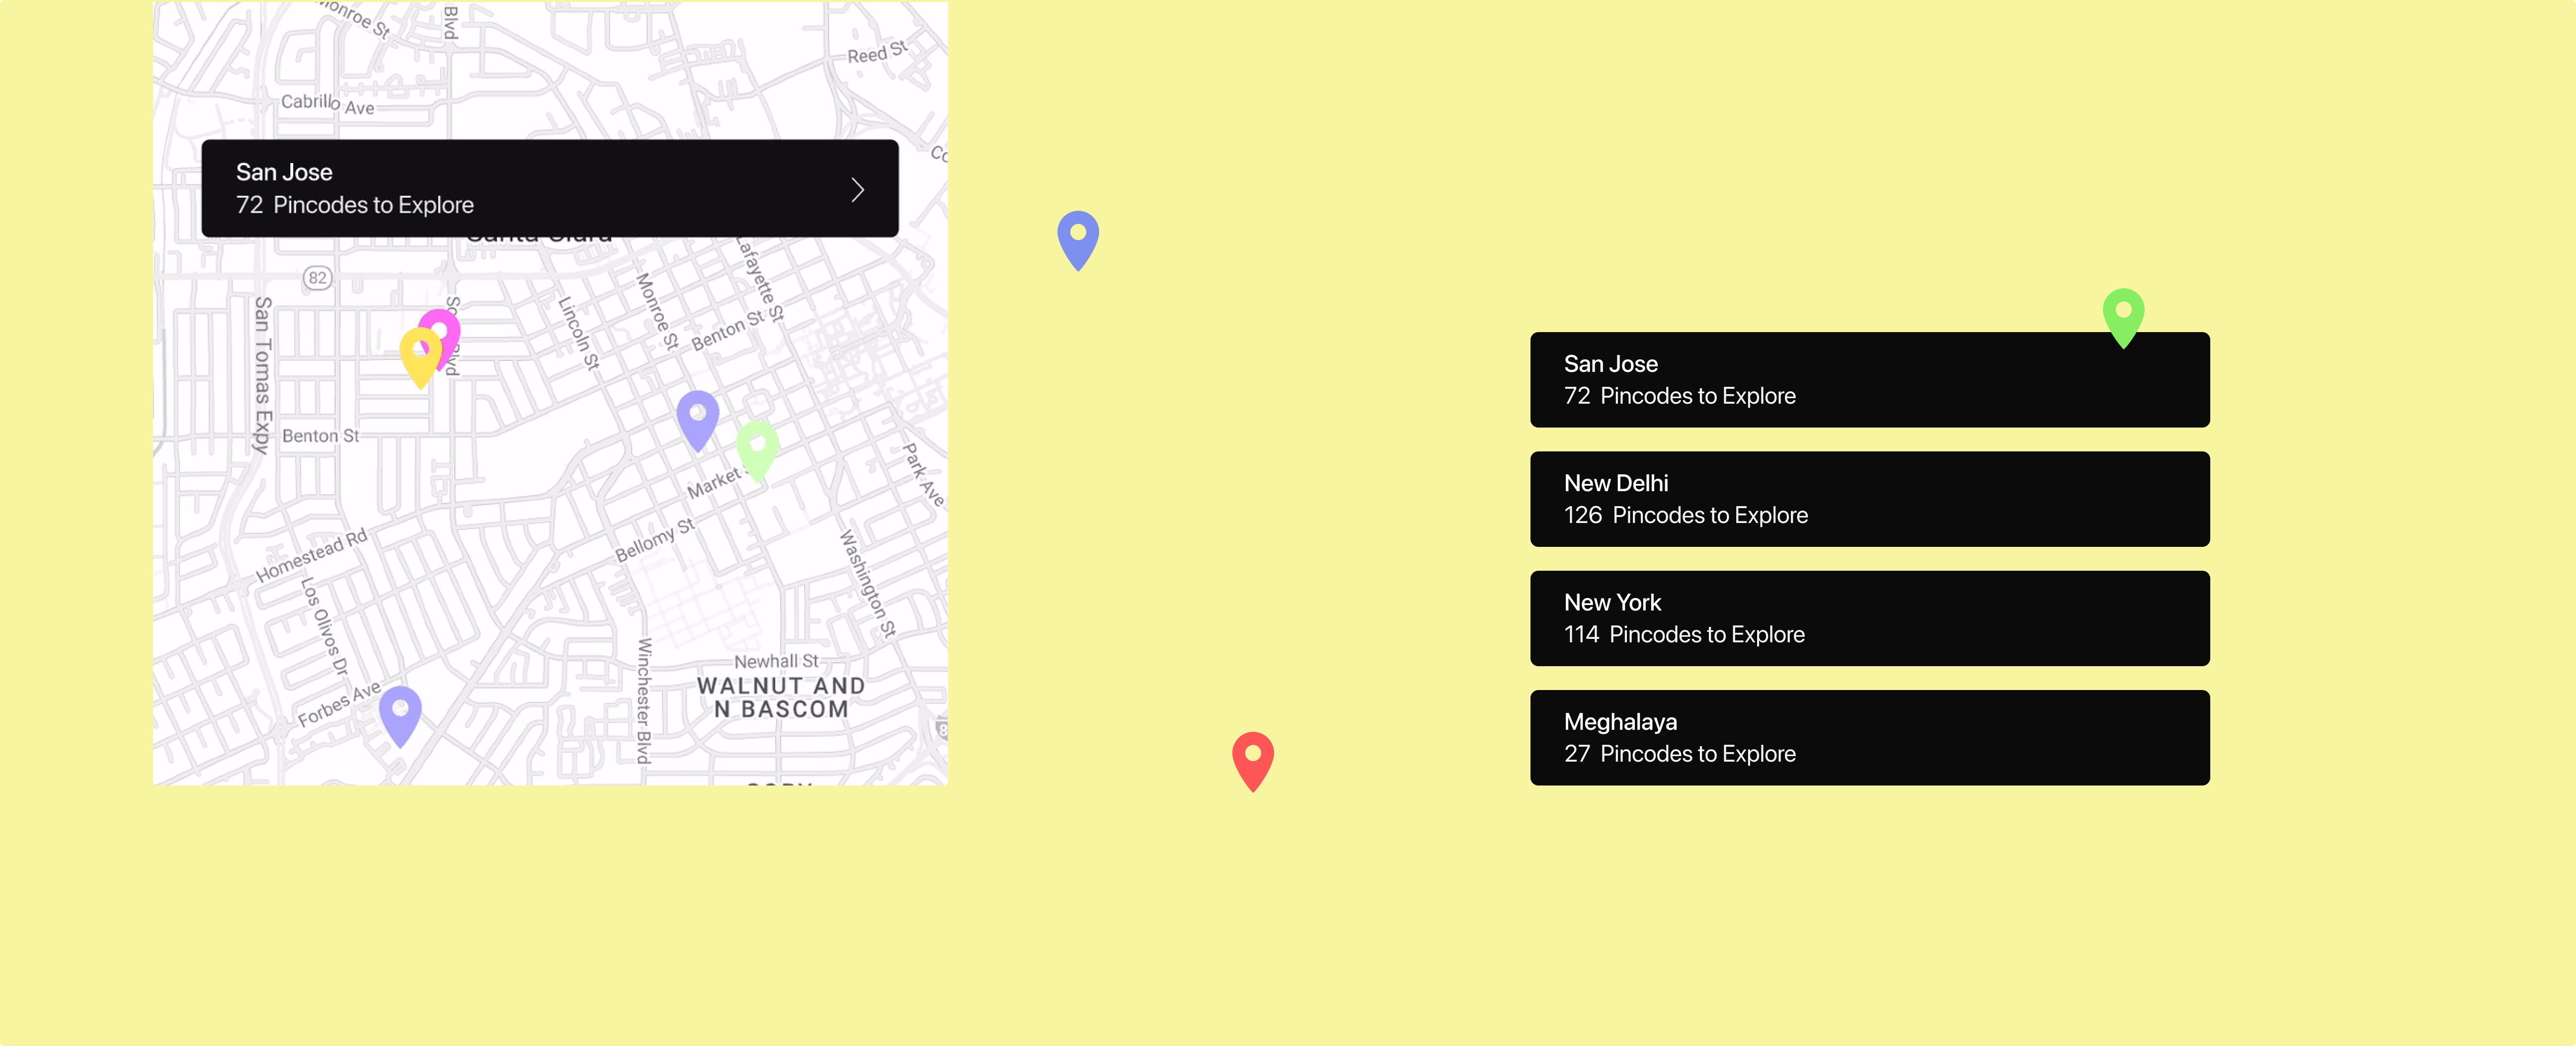 Monroe St
Blvd
Reed St
Cabrillo Ave
San Jose
72 Pincodes to Explore
Santa Clara
82
San Tomas Expy
Lincoln St
Monroe St
Lafayette St
Benton St
Blvd
Benton St
Market
Park Ave
Bellomy St
Homestead Rd
Los Olivos Dr
Washington St
Winchester Blvd
Newhall St
WALNUT AND
N BASCOM
Forbes Ave
San Jose
72 Pincodes to Explore
New Delhi
126 Pincodes to Explore
New York
114 Pincodes to Explore
Meghalaya
27 Pincodes to Explore